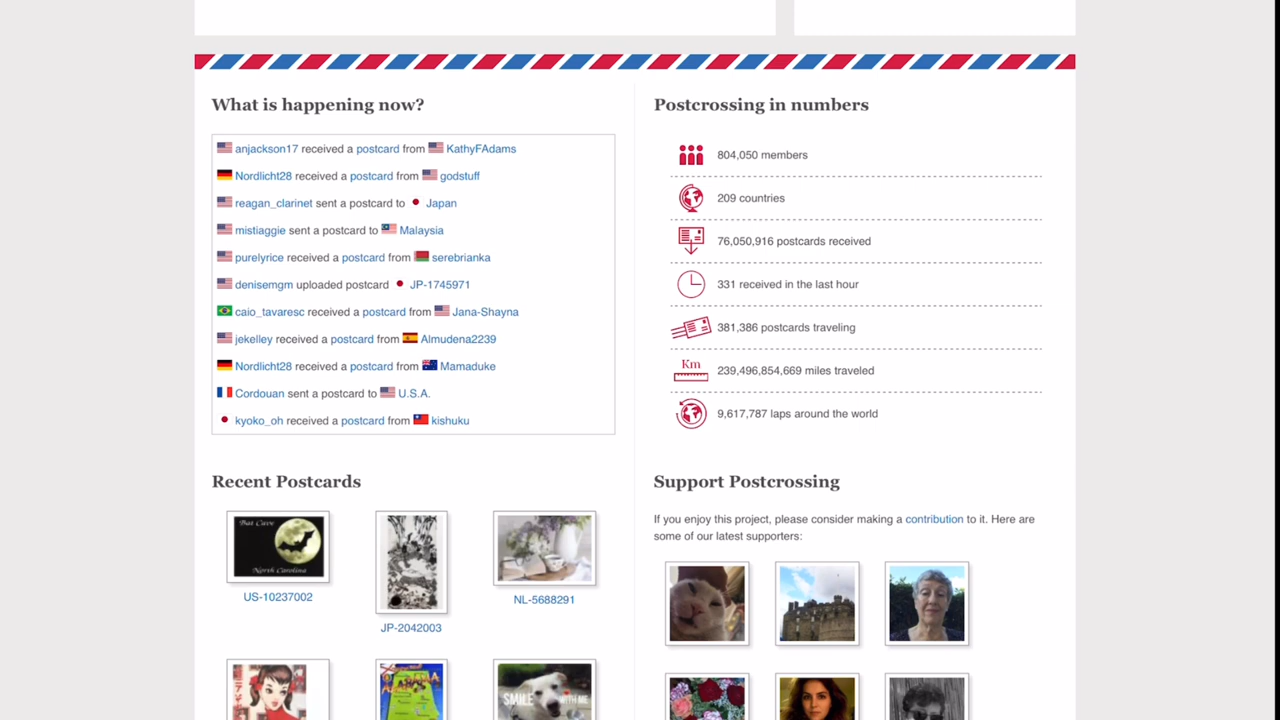 What is happening now?
anjackson17 received a postcard from KathyFAdams
Nordlicht28 received a postcard from godstuff
reagan_clarinet sent a postcard to Japan
mistiaggie sent a postcard to Malaysia
purelyrice received a postcard from serebrianka
denisemgm uploaded postcard JP-1745971
caio_tavaresc received a postcard from Jana-Shayna
jekelley received a postcard from Almudena2239
Nordlicht28 received a postcard from Mamaduke
Cordouan sent a postcard to U.S.A.
kyoko_oh received a postcard from kishuku
Postcrossing in numbers
804,050 members
209 countries
76,050,916 postcards received
331 received in the last hour
381,386 postcards traveling
Km
239,496,854,669 miles traveled
9,617,787 laps around the world
Recent Postcards
Bat Cave
North Carolina
US-10237002
JP-2042003
NL-5688291
SMILE WITH ME
Support Postcrossing
If you enjoy this project, please consider making a contribution to it. Here are
some of our latest supporters: